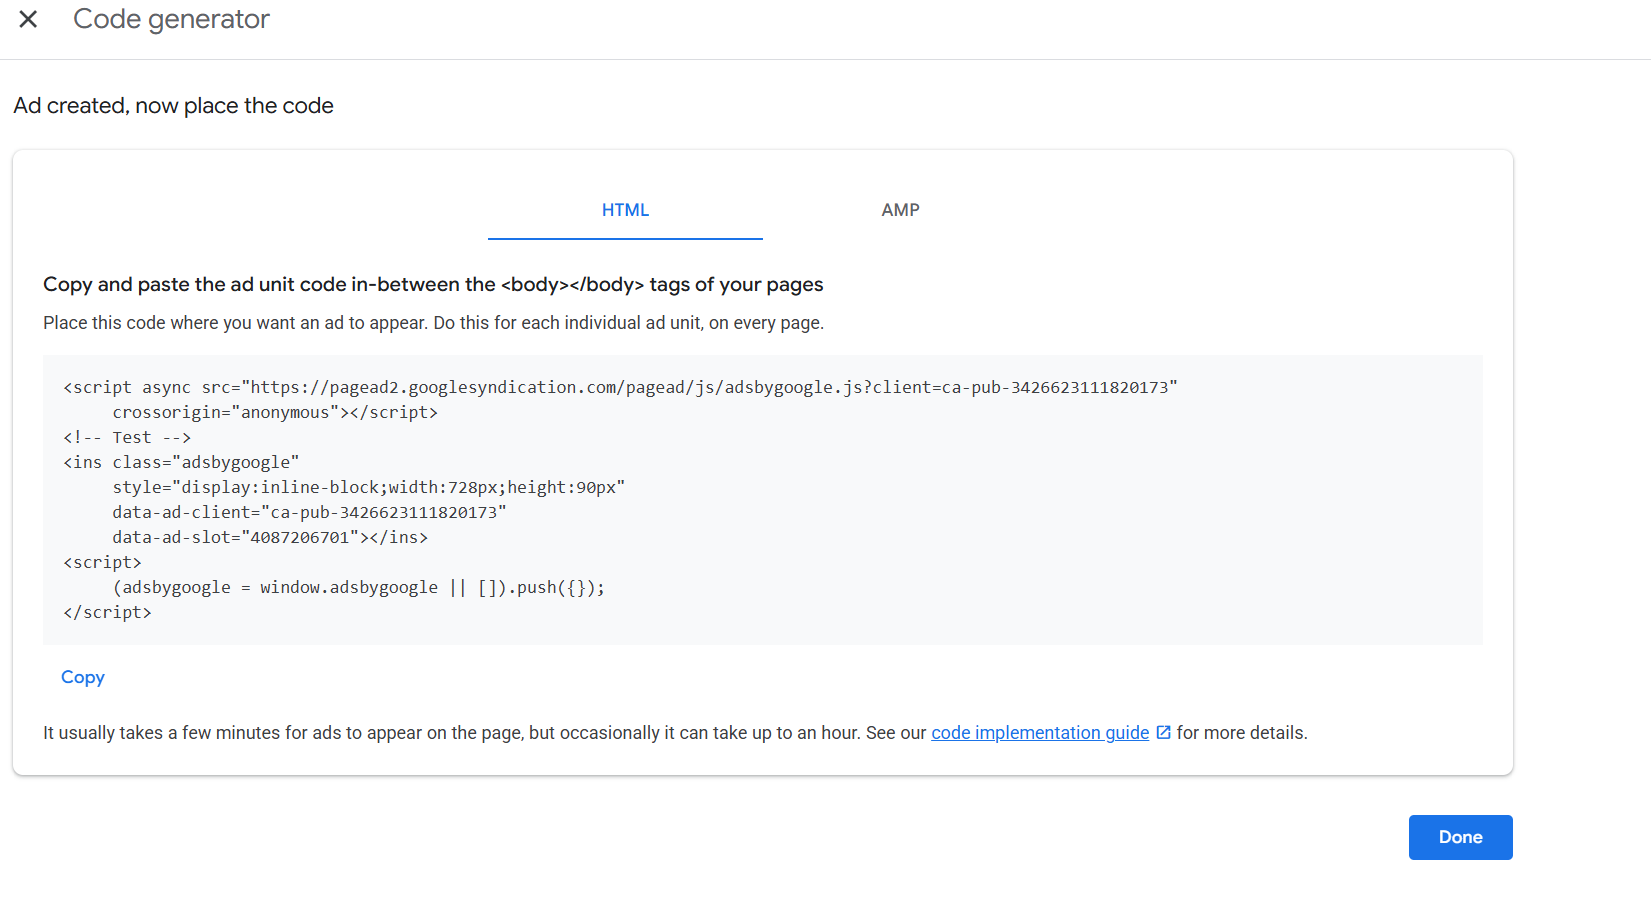 Code generator
Ad created, now place the code
HTML AMP
Copy and paste the ad unit code in-between the <body></body> tags of your pages
Place this code where you want an ad to appear. Do this for each individual ad unit, on every page.
<script async src="https://pagead2.googlesyndication.com/pagead/js/adsbygoogle.js?client=ca-pub-3426623111820173"
     crossorigin="anonymous"></script>
<!-- Test -->
<ins class="adsbygoogle"
     style="display:inline-block;width:728px;height:90px"
     data-ad-client="ca-pub-3426623111820173"
     data-ad-slot="4087206701"></ins>
<script>
     (adsbygoogle = window.adsbygoogle || []).push({});
</script>
Copy
It usually takes a few minutes for ads to appear on the page, but occasionally it can take up to an hour. See our code implementation guide for more details.
Done